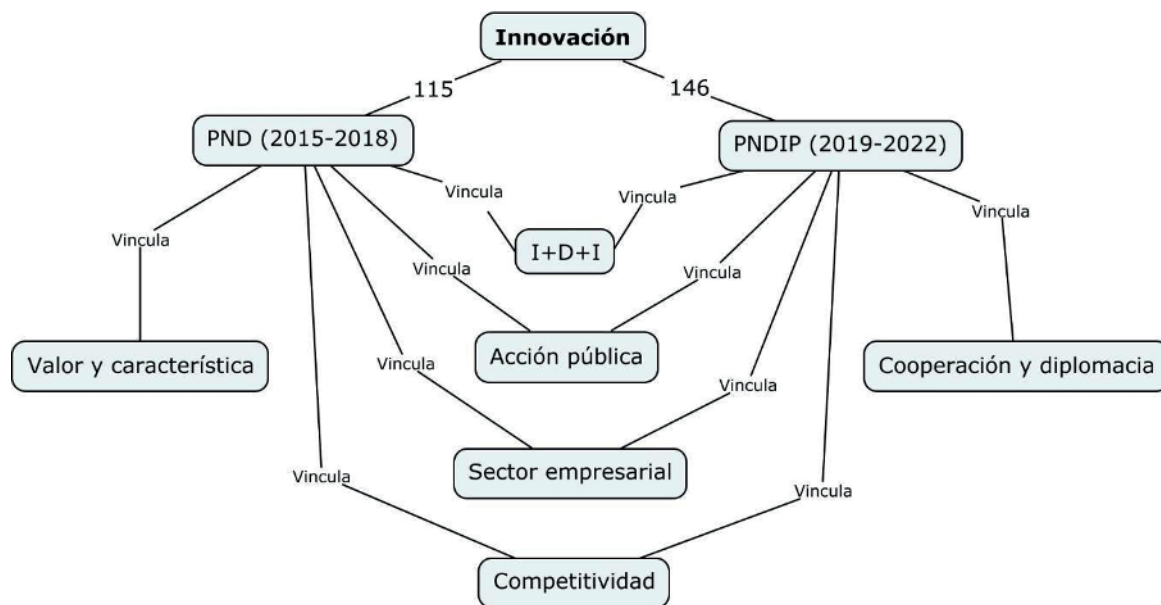 Innovación
115
146
PND (2015-2018)
PNDIP (2019-2022)
Vincula
Vincula
Vincula
Vincula
I+D+I
Vincula
Vincula
Valor y característica
Acción pública
Cooperación y diplomacia
Vincula
Vincula
Sector empresarial
Vincula
Vincula
Competitividad